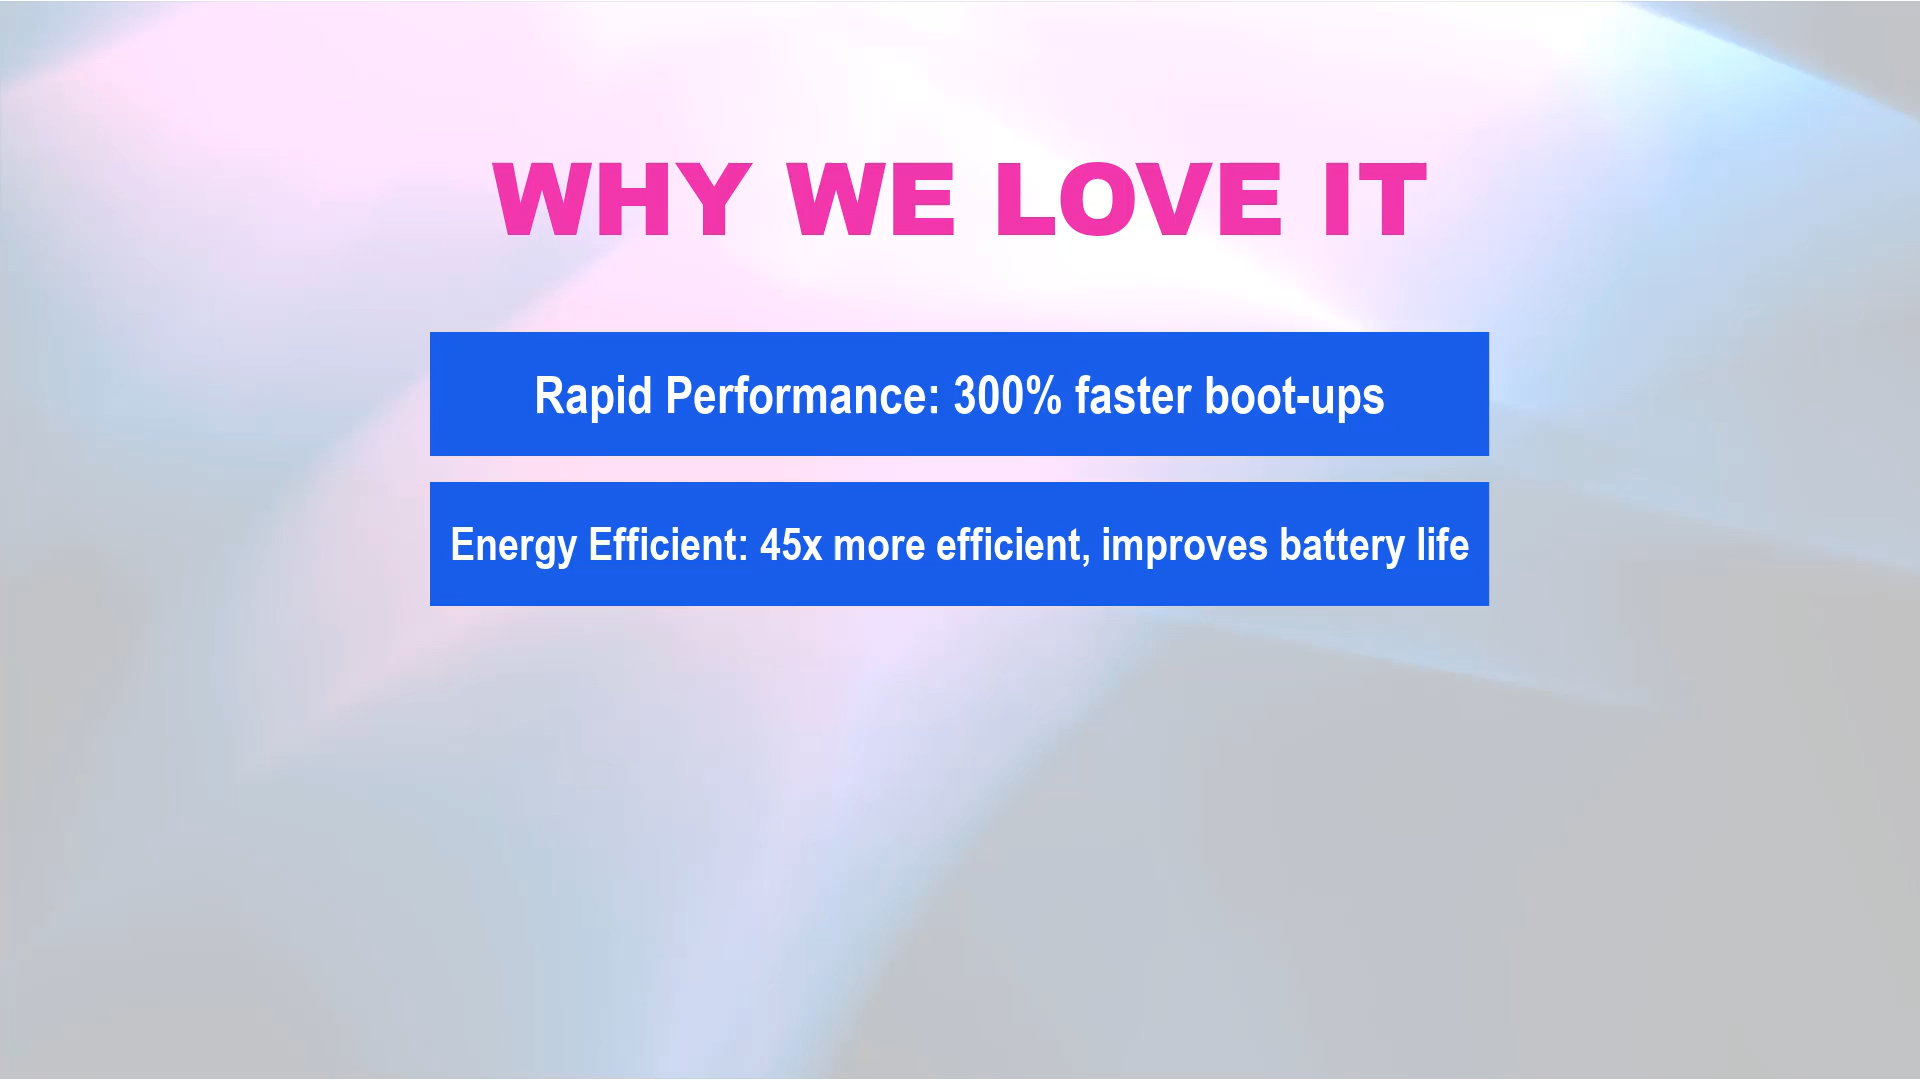 WHY WE LOVE IT
Rapid Performance: 300% faster boot-ups
Energy Efficient: 45x more efficient, improves battery life